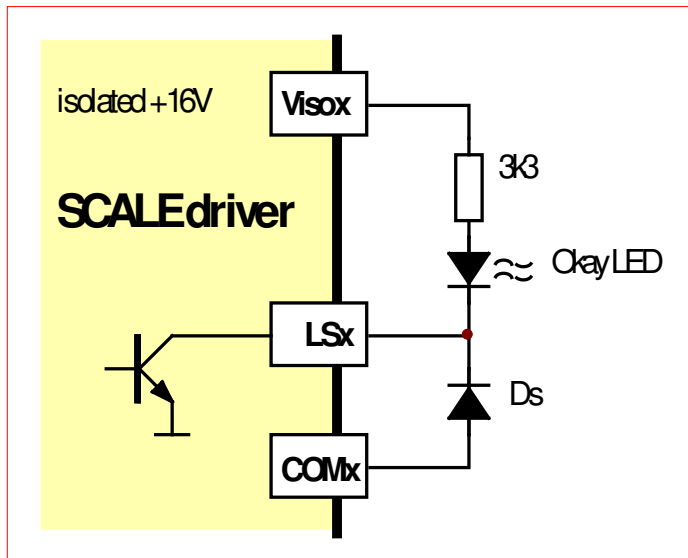 isolated +16V
Visox
3k3
SCALE driver
Okay LED
LSx
Ds
COMx